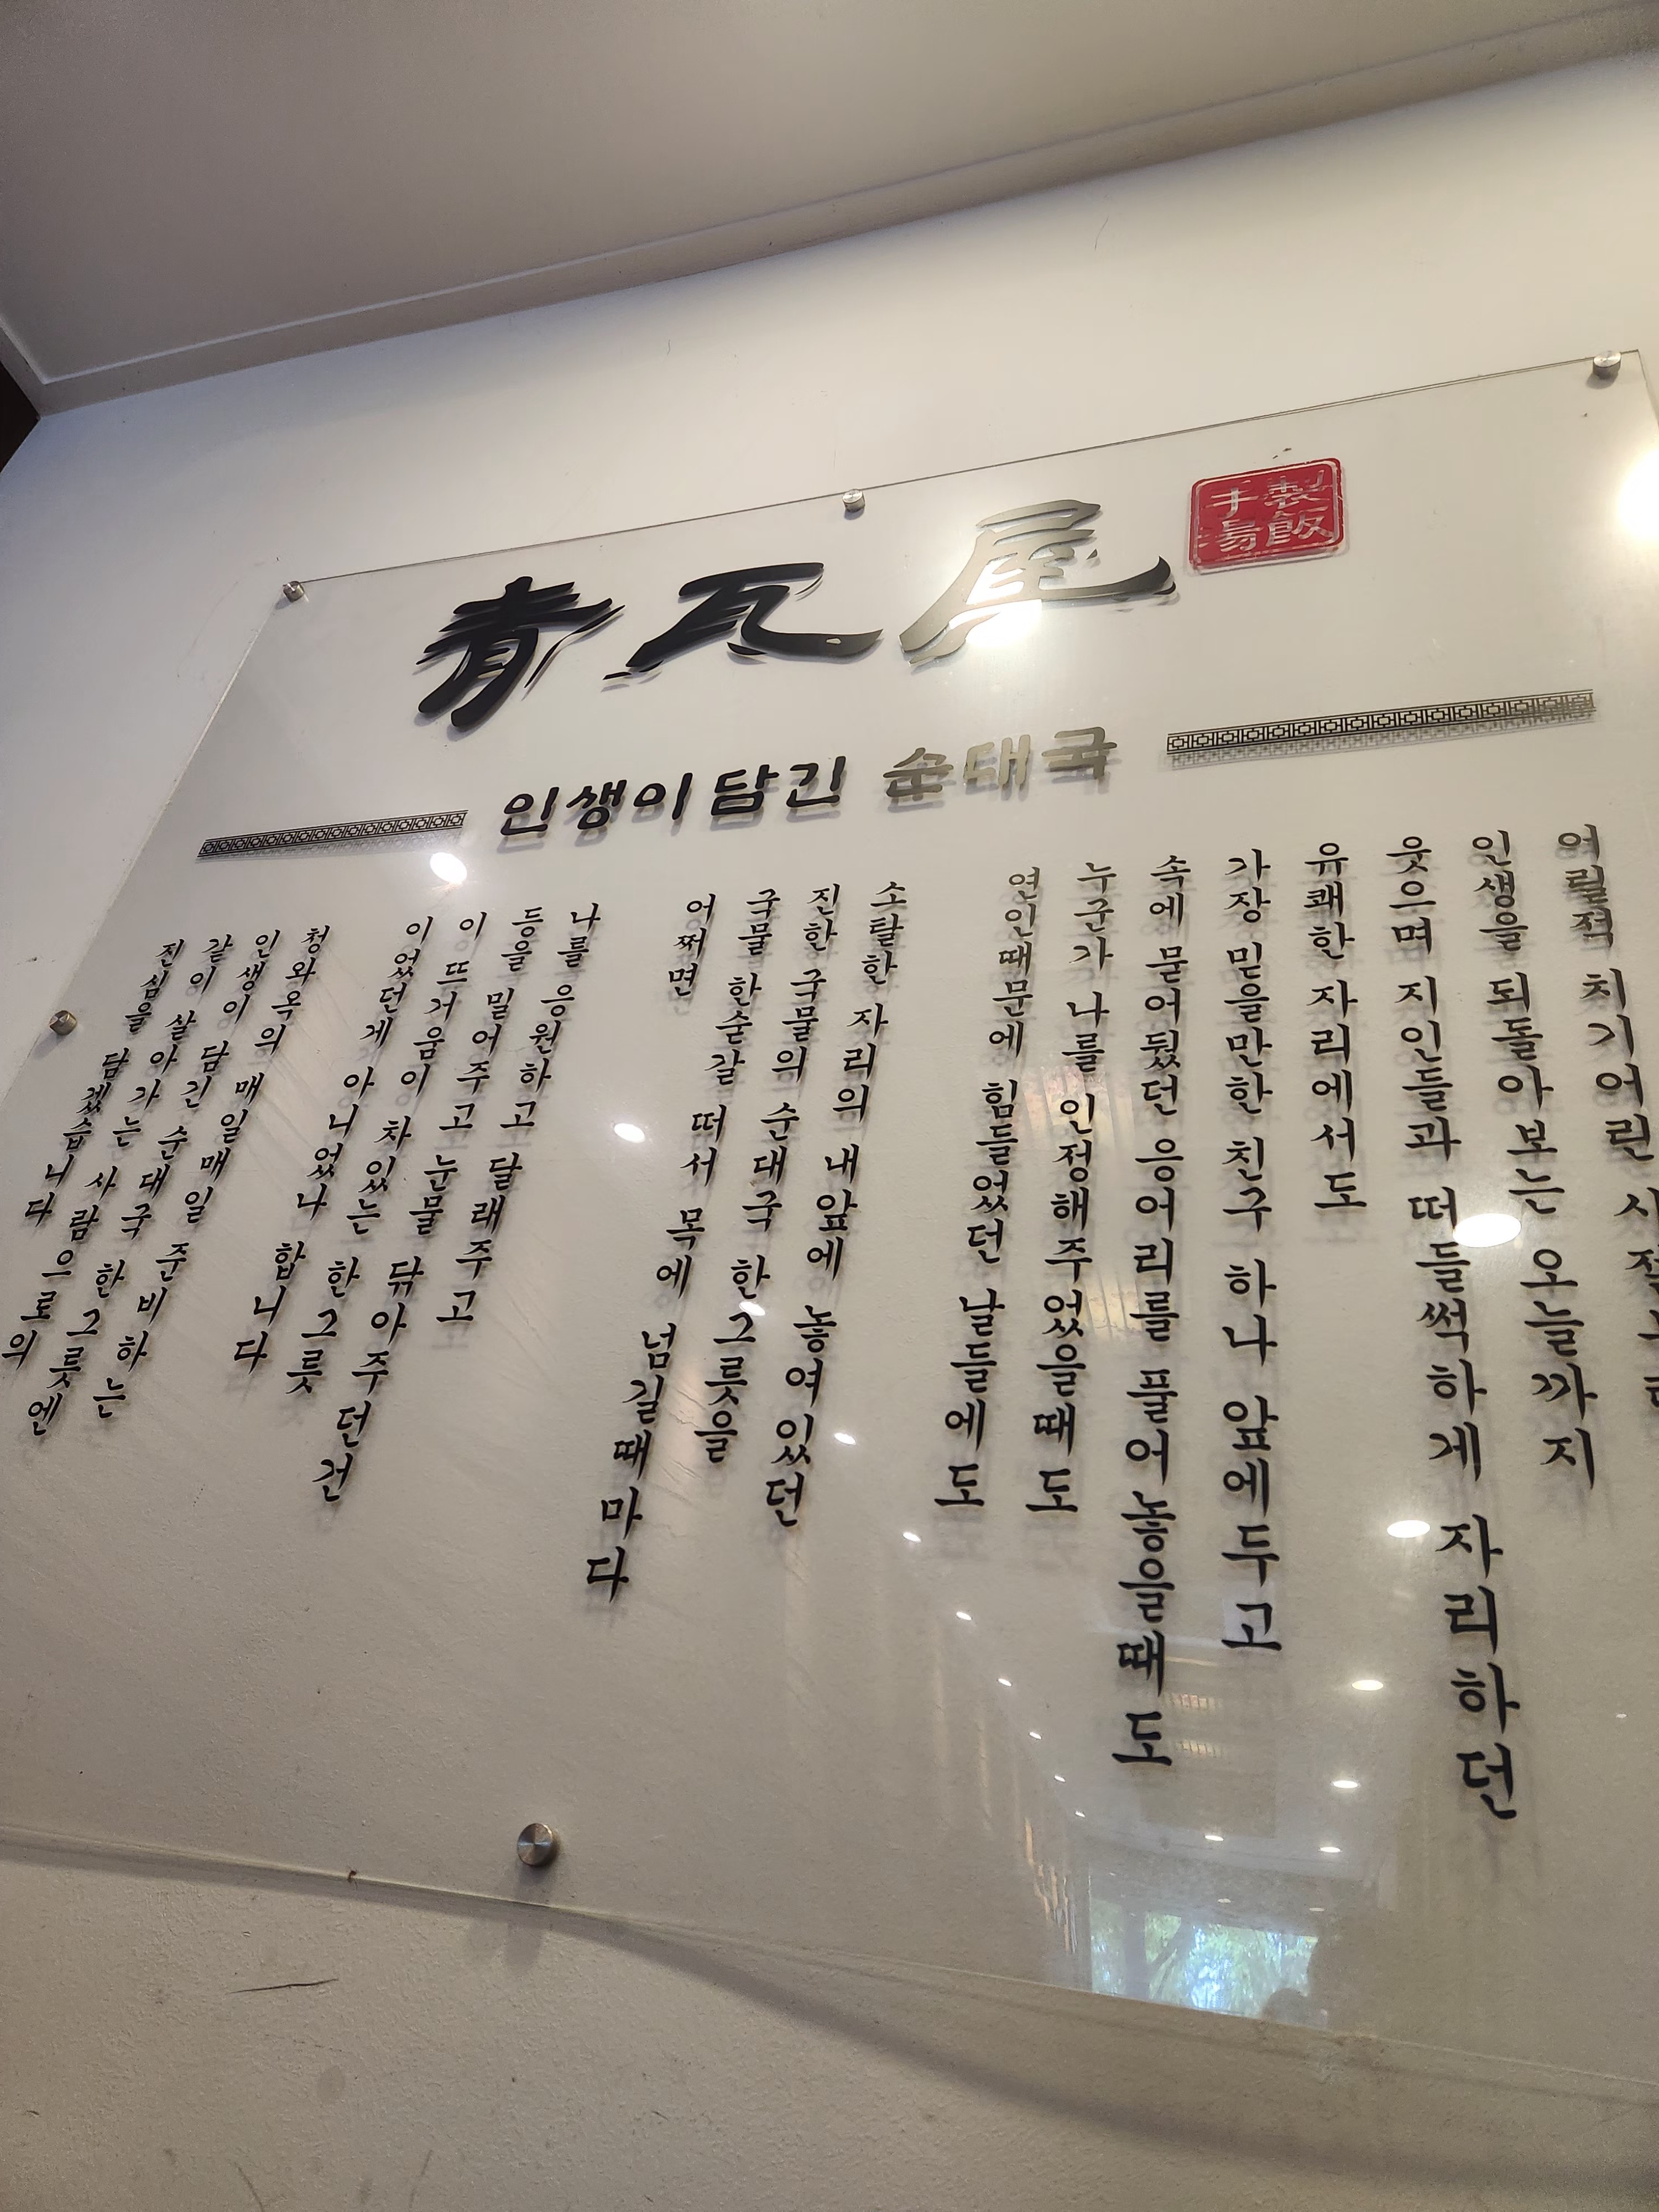 青瓦屋
手製
湯飯
인생이 담긴 순대국
어릴적 치기어린
인생을 되돌아보는 오늘까지
웃으며 지인들과 떠들썩하게 자리하던
유쾌한 자리에서도
가장 믿을만한 친구 하나 앞에두고
속에 묻어뒀던 응어리를 풀어놓을때도
누군가 나를 인정해주었을때도
연인때문에 힘들었던 날들에도
소탈한 자리의 내앞에 놓여있던
진한 국물의 순대국 한그릇을
국물 한숟갈 떠서 목에 넘길때마다
어쩌면
나를 응원하고 달래주고
등을 밀어주고 눈물 닦아주던건
이 뜨거움이 차있는 한그릇
이었던게 아니었나 합니다
청와옥의 매일매일 준비하는
인생이 담긴 순대국 한그릇엔
같이 살아가는 사람으로의
진심을 담겠습니다